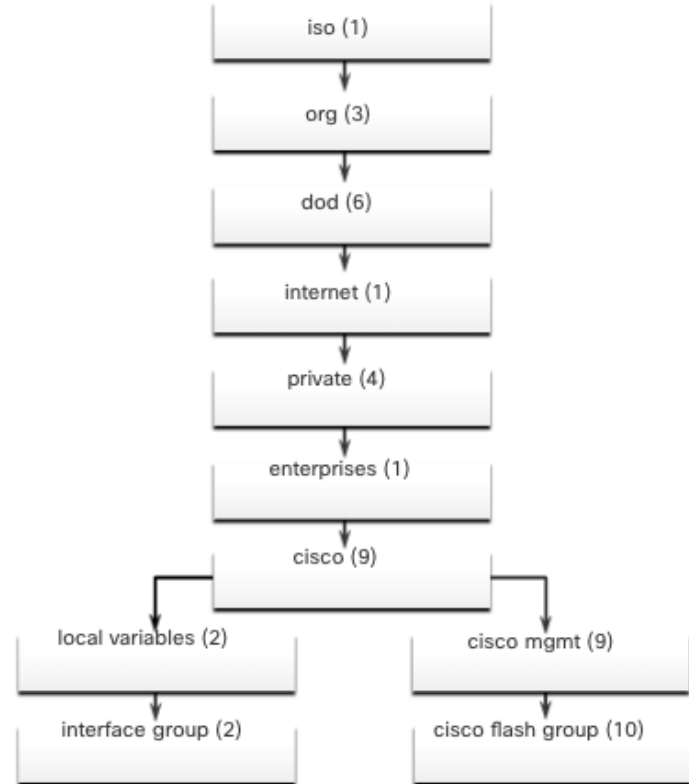 iso (1)
org (3)
dod (6)
internet (1)
private (4)
enterprises (1)
cisco (9)
local variables (2)
cisco mgmt (9)
interface group (2)
cisco flash group (10)